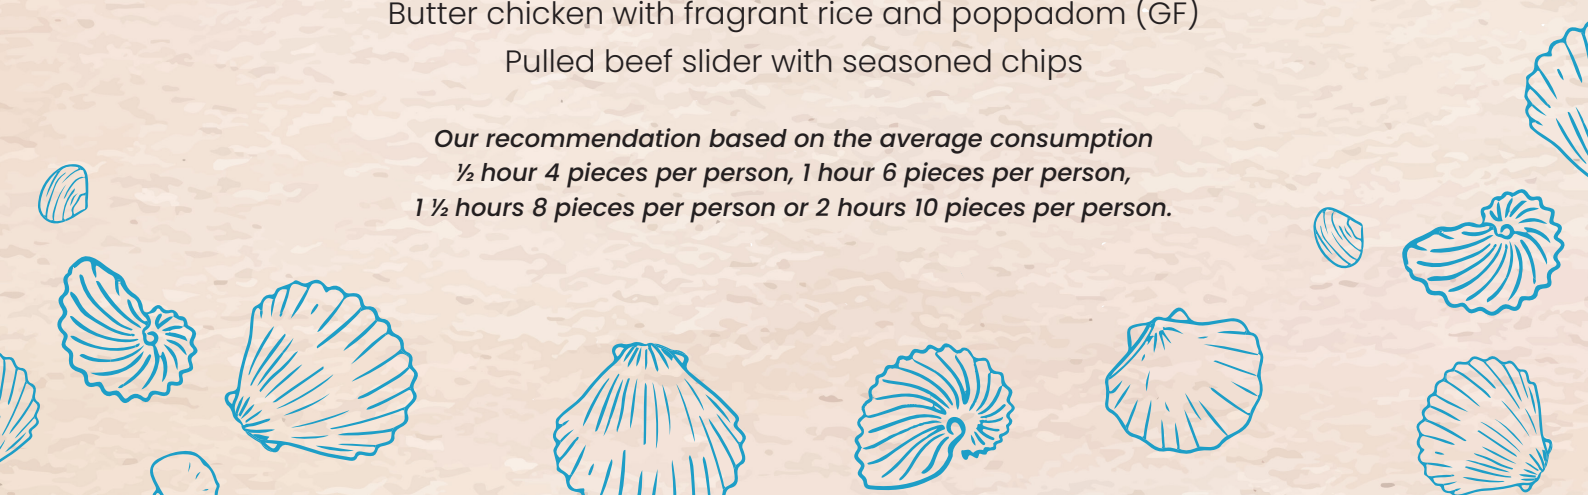 Butter chicken with fragrant rice and poppadom (GF)
Pulled beef slider with seasoned chips
Our recommendation based on the average consumption
½ hour 4 pieces per person, 1 hour 6 pieces per person,
1 ½ hours 8 pieces per person or 2 hours 10 pieces per person.